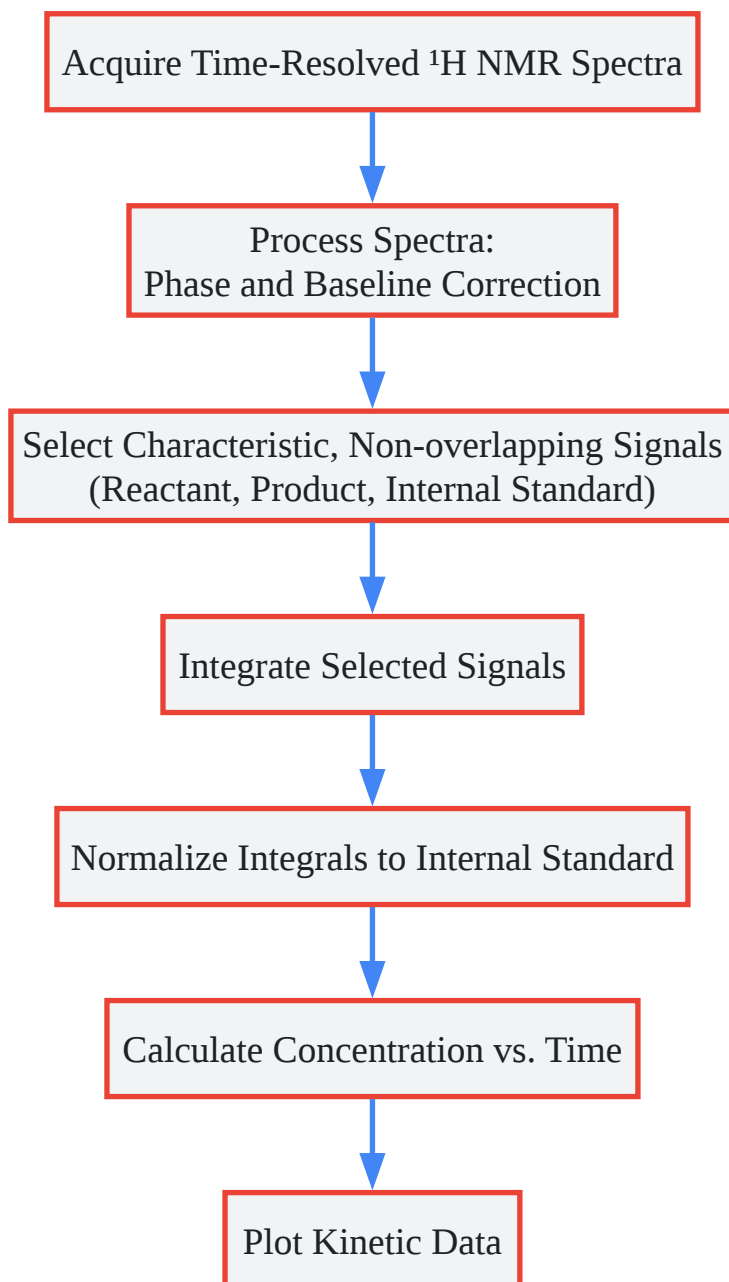 Acquire Time-Resolved ¹H NMR Spectra
Process Spectra:
Phase and Baseline Correction
Select Characteristic, Non-overlapping Signals
(Reactant, Product, Internal Standard)
Integrate Selected Signals
Normalize Integrals to Internal Standard
Calculate Concentration vs. Time
Plot Kinetic Data